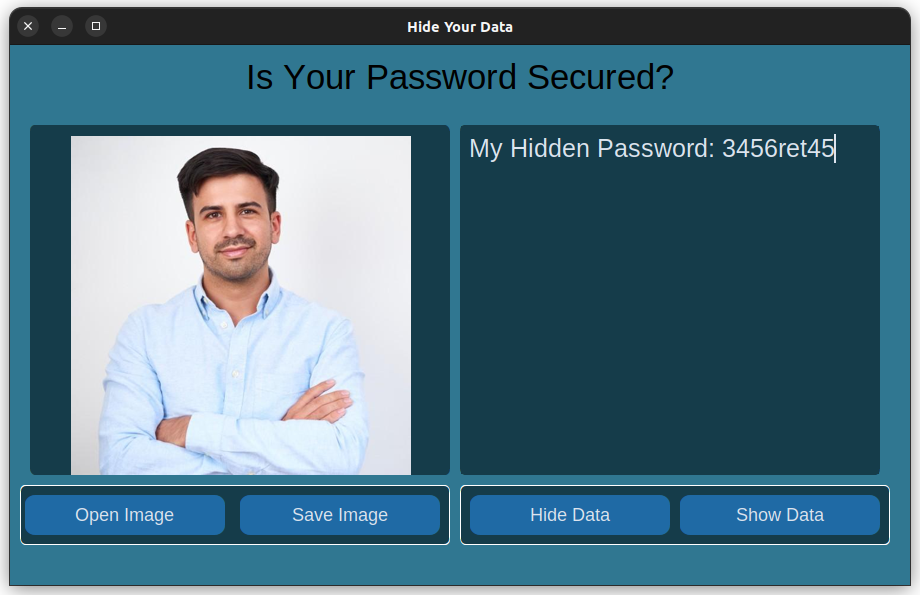 Hide Your Data
Is Your Password Secured?
My Hidden Password: 3456ret45
Open Image
Save Image
Hide Data
Show Data